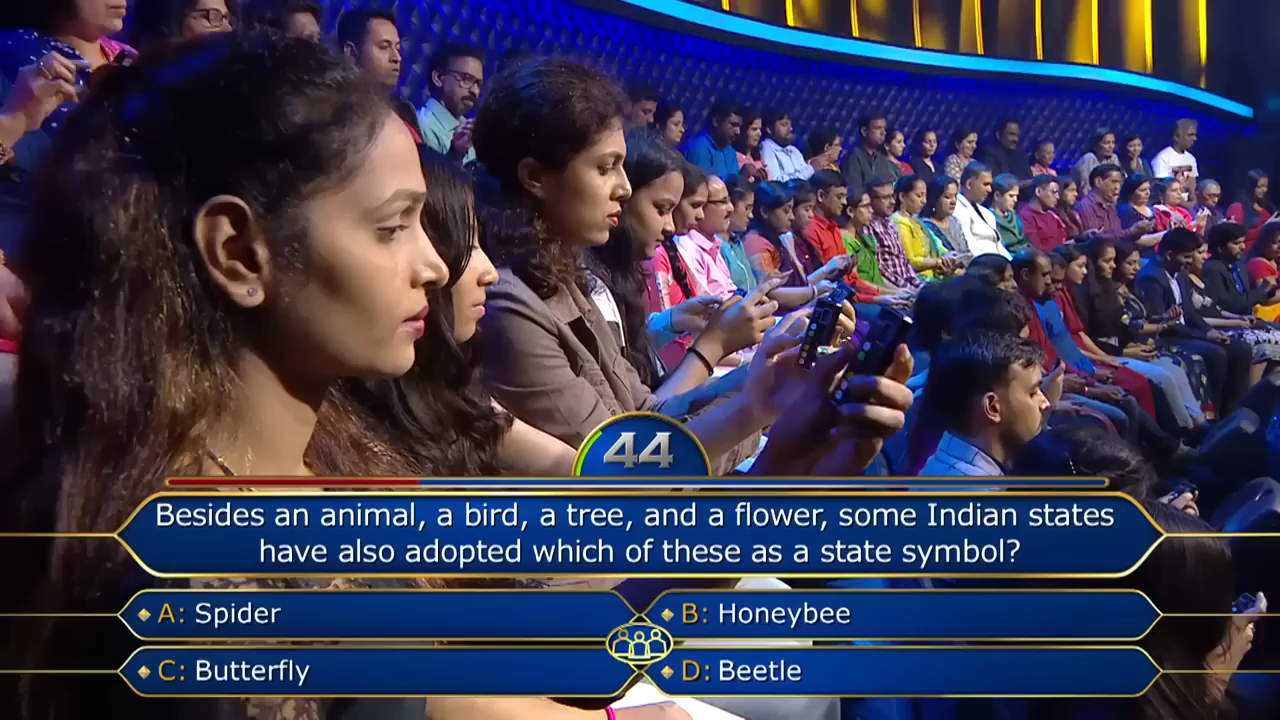 44
Besides an animal, a bird, a tree, and a flower, some Indian states
have also adopted which of these as a state symbol?
A: Spider
B: Honeybee
C: Butterfly
D: Beetle